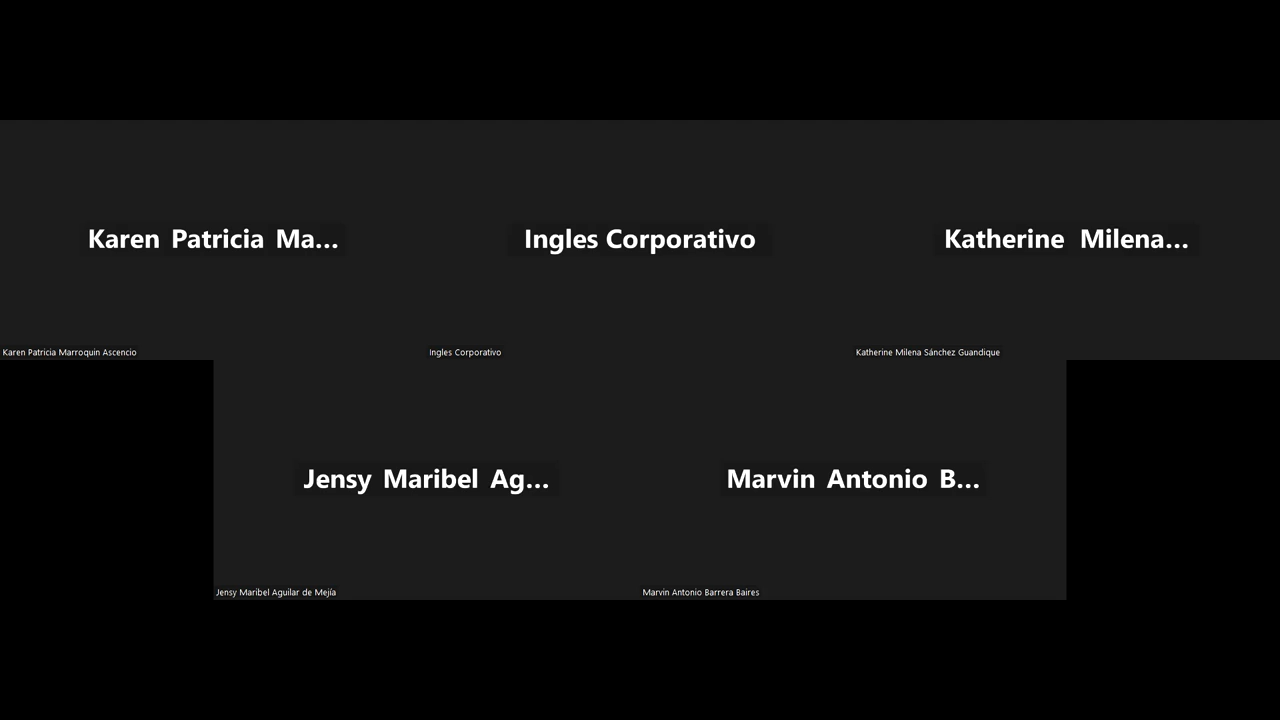 Karen Patricia Ma...
Ingles Corporativo
Katherine Milena...
Karen Patricia Marroquin Ascencio
Ingles Corporativo
Katherine Milena Sánchez Guandique
Jensy Maribel Ag...
Marvin Antonio B...
Jensy Maribel Aguilar de Mejía
Marvin Antonio Barrera Baires